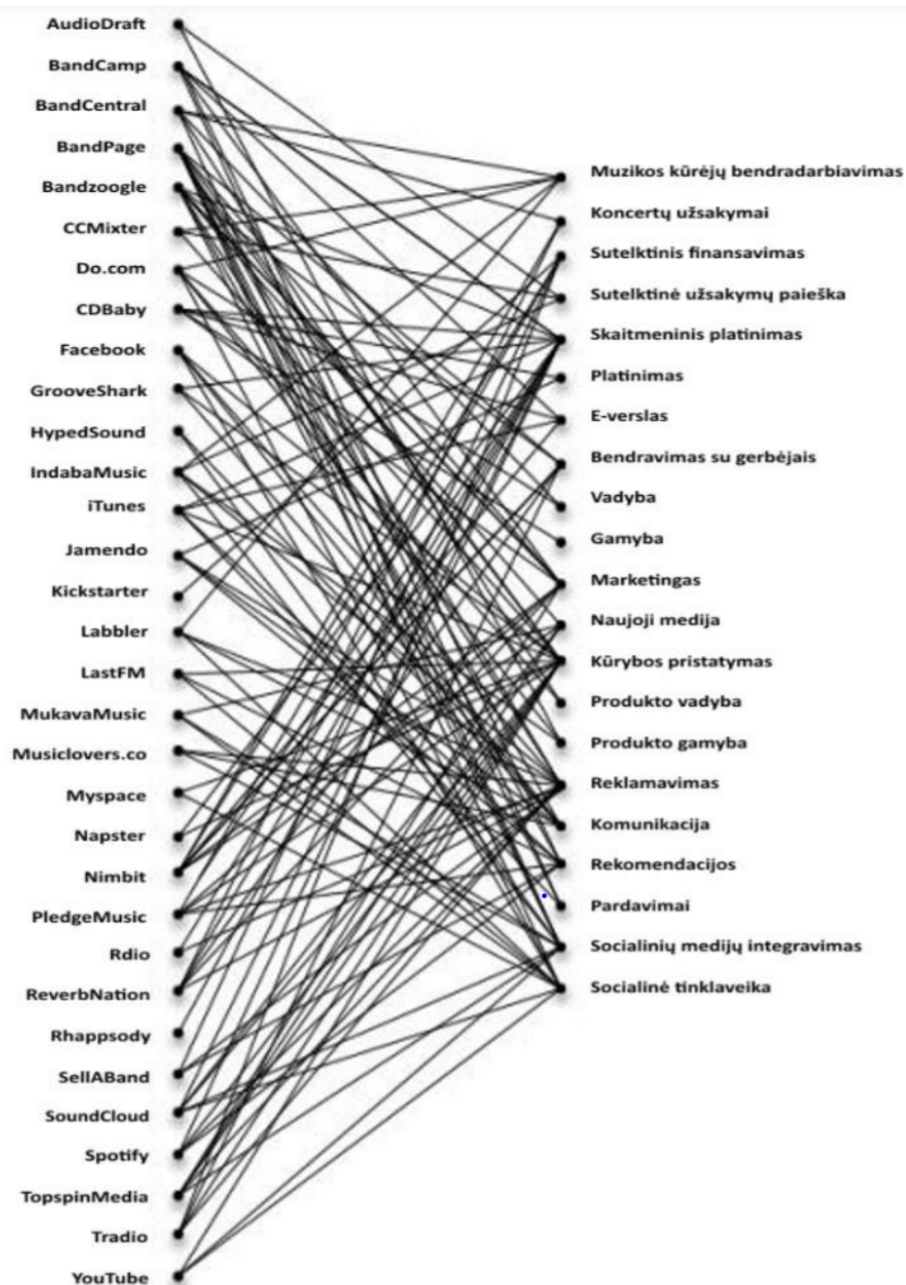 AudioDraft
BandCamp
BandCentral
BandPage
Bandzoogle
CCMixter
Do.com
CDBaby
Facebook
GrooveShark
HypedSound
IndabaMusic
iTunes
Jamendo
Kickstarter
Labbler
LastFM
MukavaMusic
Musiclovers.co
Myspace
Napster
Nimbit
PledgeMusic
Rdio
ReverbNation
Rhappsody
SellABand
SoundCloud
Spotify
TopspinMedia
Tradio
YouTube
Muzikos kūrėjų bendradarbiavimas
Koncertų užsakymai
Sutelktinis finansavimas
Sutelktinė užsakymų paieška
Skaitmeninis platinimas
Platinimas
E-verslas
Bendravimas su gerbėjais
Vadyba
Gamyba
Marketingas
Naujoji medija
Kūrybos pristatymas
Produkto vadyba
Produkto gamyba
Reklamavimas
Komunikacija
Rekomendacijos
Pardavimai
Socialinių medijų integravimas
Socialinė tinklaveika